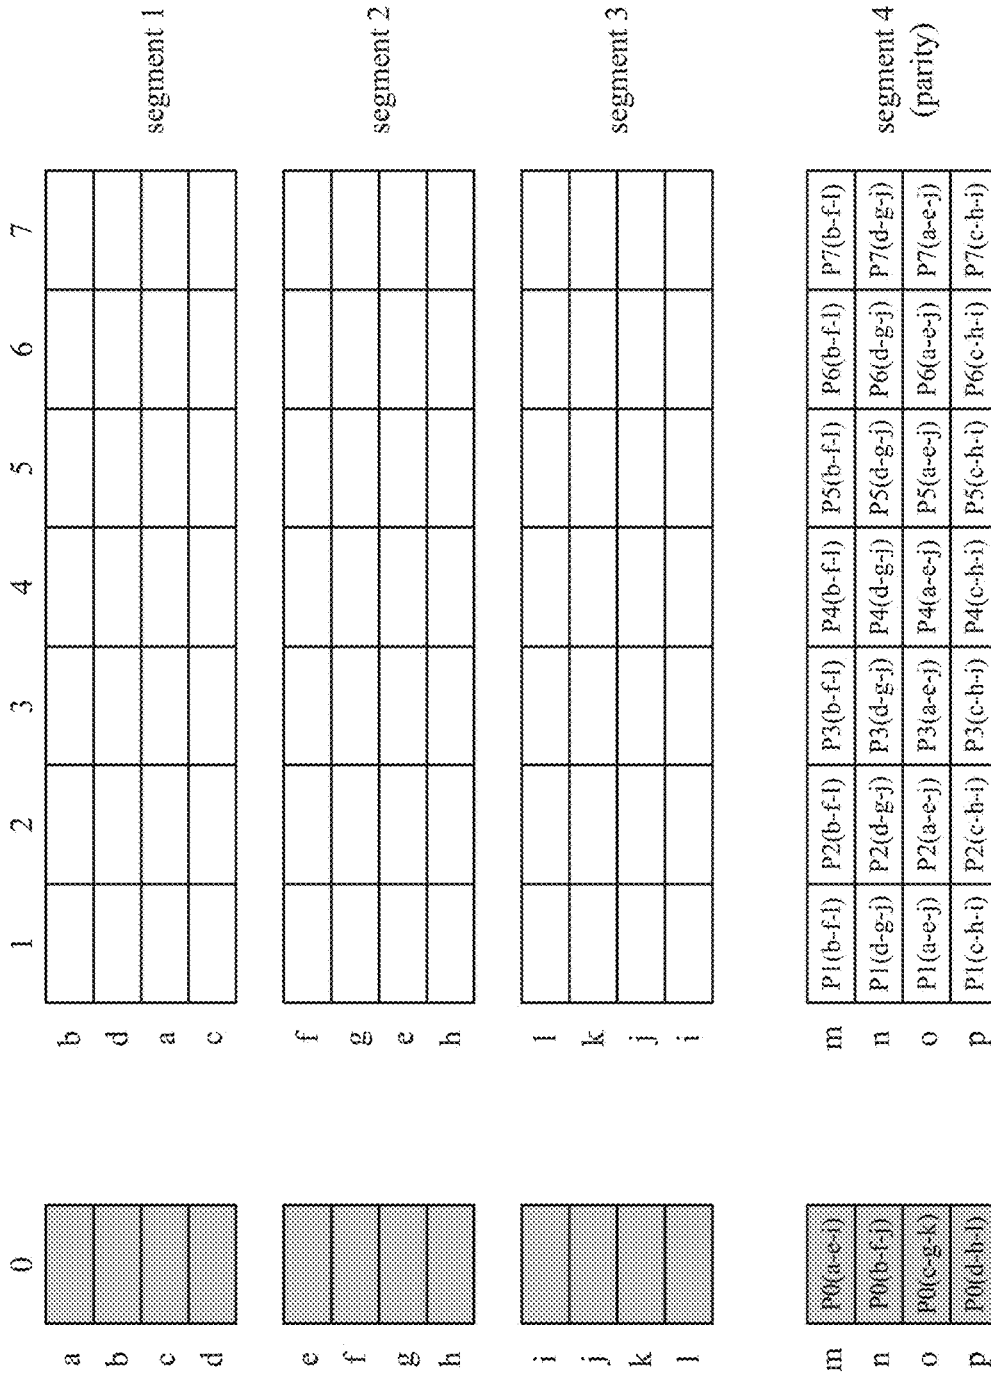 0 1 2 3 4 5 6 7
a b
b d segment 1
c a
d c
e f
f g segment 2
g e
h h
i l
j k segment 3
k j
l i
m P0(a-e-i) m P1(b-f-l) P2(b-f-l) P3(b-f-l) P4(b-f-l) P5(b-f-l) P6(b-f-l) P7(b-f-l)
n P0(b-f-j) n P1(d-g-j) P2(d-g-j) P3(d-g-j) P4(d-g-j) P5(d-g-j) P6(d-g-j) P7(d-g-j) segment 4
o P0(c-g-k) o P1(a-e-j) P2(a-e-j) P3(a-e-j) P4(a-e-j) P5(a-e-j) P6(a-e-j) P7(a-e-j) (parity)
p P0(d-h-l) p P1(c-h-i) P2(c-h-i) P3(c-h-i) P4(c-h-i) P5(c-h-i) P6(c-h-i) P7(c-h-i)